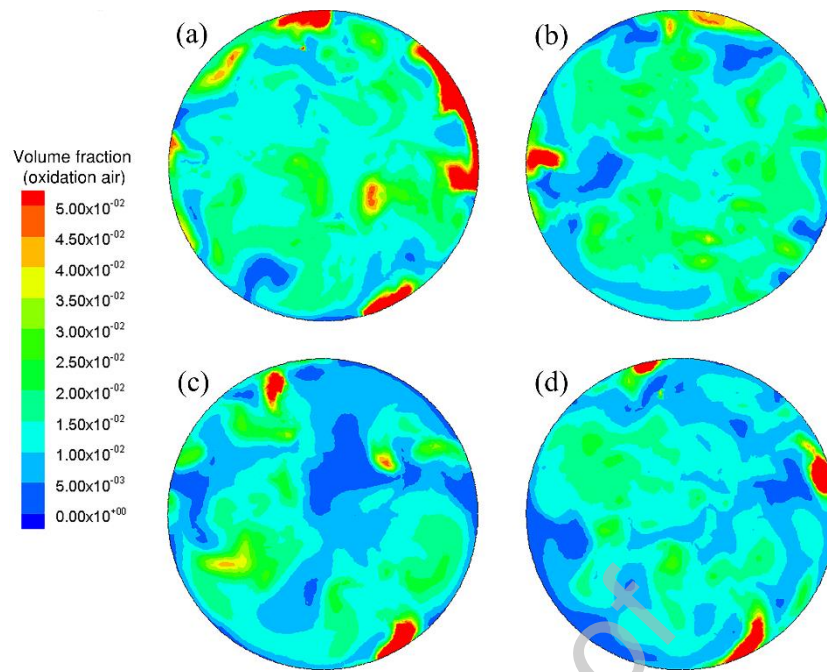 (a)
(b)
Volume fraction
(oxidation air)
5.00x10⁻⁰²
4.50x10⁻⁰²
4.00x10⁻⁰²
3.50x10⁻⁰²
3.00x10⁻⁰²
2.50x10⁻⁰²
2.00x10⁻⁰²
1.50x10⁻⁰²
1.00x10⁻⁰²
5.00x10⁻⁰³
0.00x10⁺⁰⁰
(c)
(d)
of